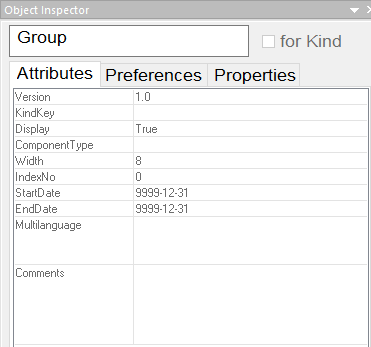 Object Inspector
Group
for Kind
Attributes Preferences Properties
Version 1.0
KindKey
Display True
ComponentType
Width 8
IndexNo 0
StartDate 9999-12-31
EndDate 9999-12-31
Multilanguage
Comments